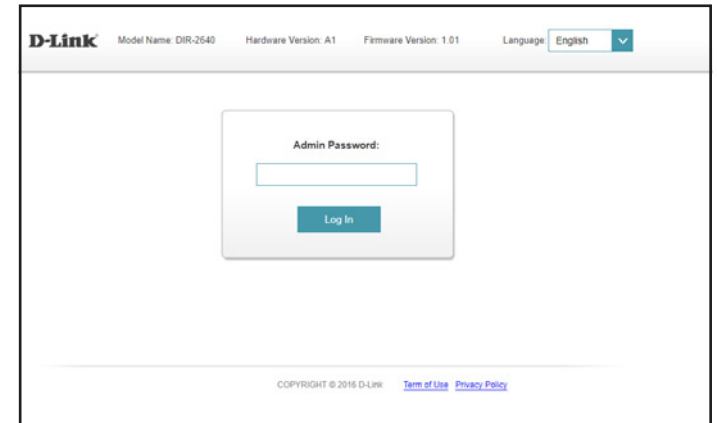 D-Link Model Name: DIR-2640 Hardware Version: A1 Firmware Version: 1.01 Language: English
Admin Password:
Log In
COPYRIGHT © 2016 D-Link Term of Use Privacy Policy